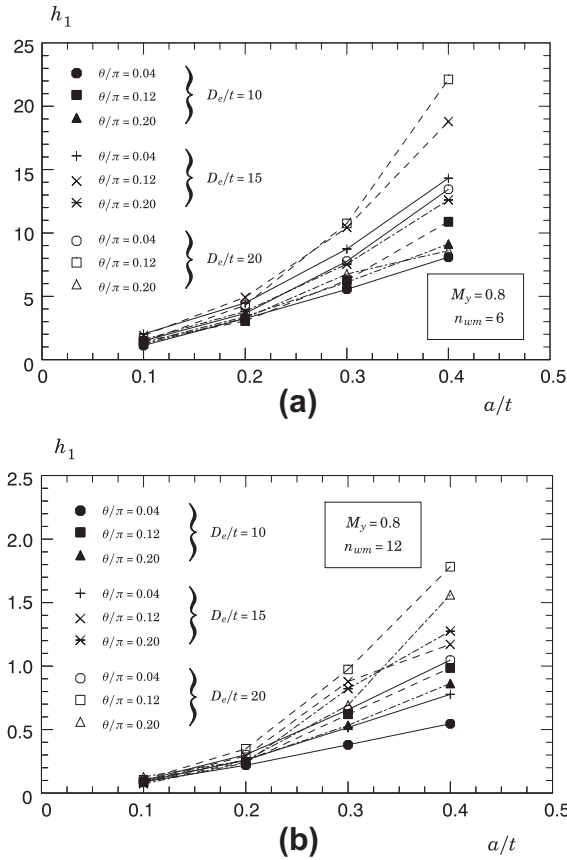 h1
25
20
15
10
5
0
θ/π = 0.04
θ/π = 0.12
θ/π = 0.20
De/t = 10
θ/π = 0.04
θ/π = 0.12
θ/π = 0.20
De/t = 15
θ/π = 0.04
θ/π = 0.12
θ/π = 0.20
De/t = 20
My = 0.8
nwm = 6
0 0.1 0.2 0.3 0.4 0.5
(a) a/t
h1
2.5
2.0
1.5
1.0
0.5
0
θ/π = 0.04
θ/π = 0.12
θ/π = 0.20
De/t = 10
θ/π = 0.04
θ/π = 0.12
θ/π = 0.20
De/t = 15
θ/π = 0.04
θ/π = 0.12
θ/π = 0.20
De/t = 20
My = 0.8
nwm = 12
0 0.1 0.2 0.3 0.4 0.5
(b) a/t